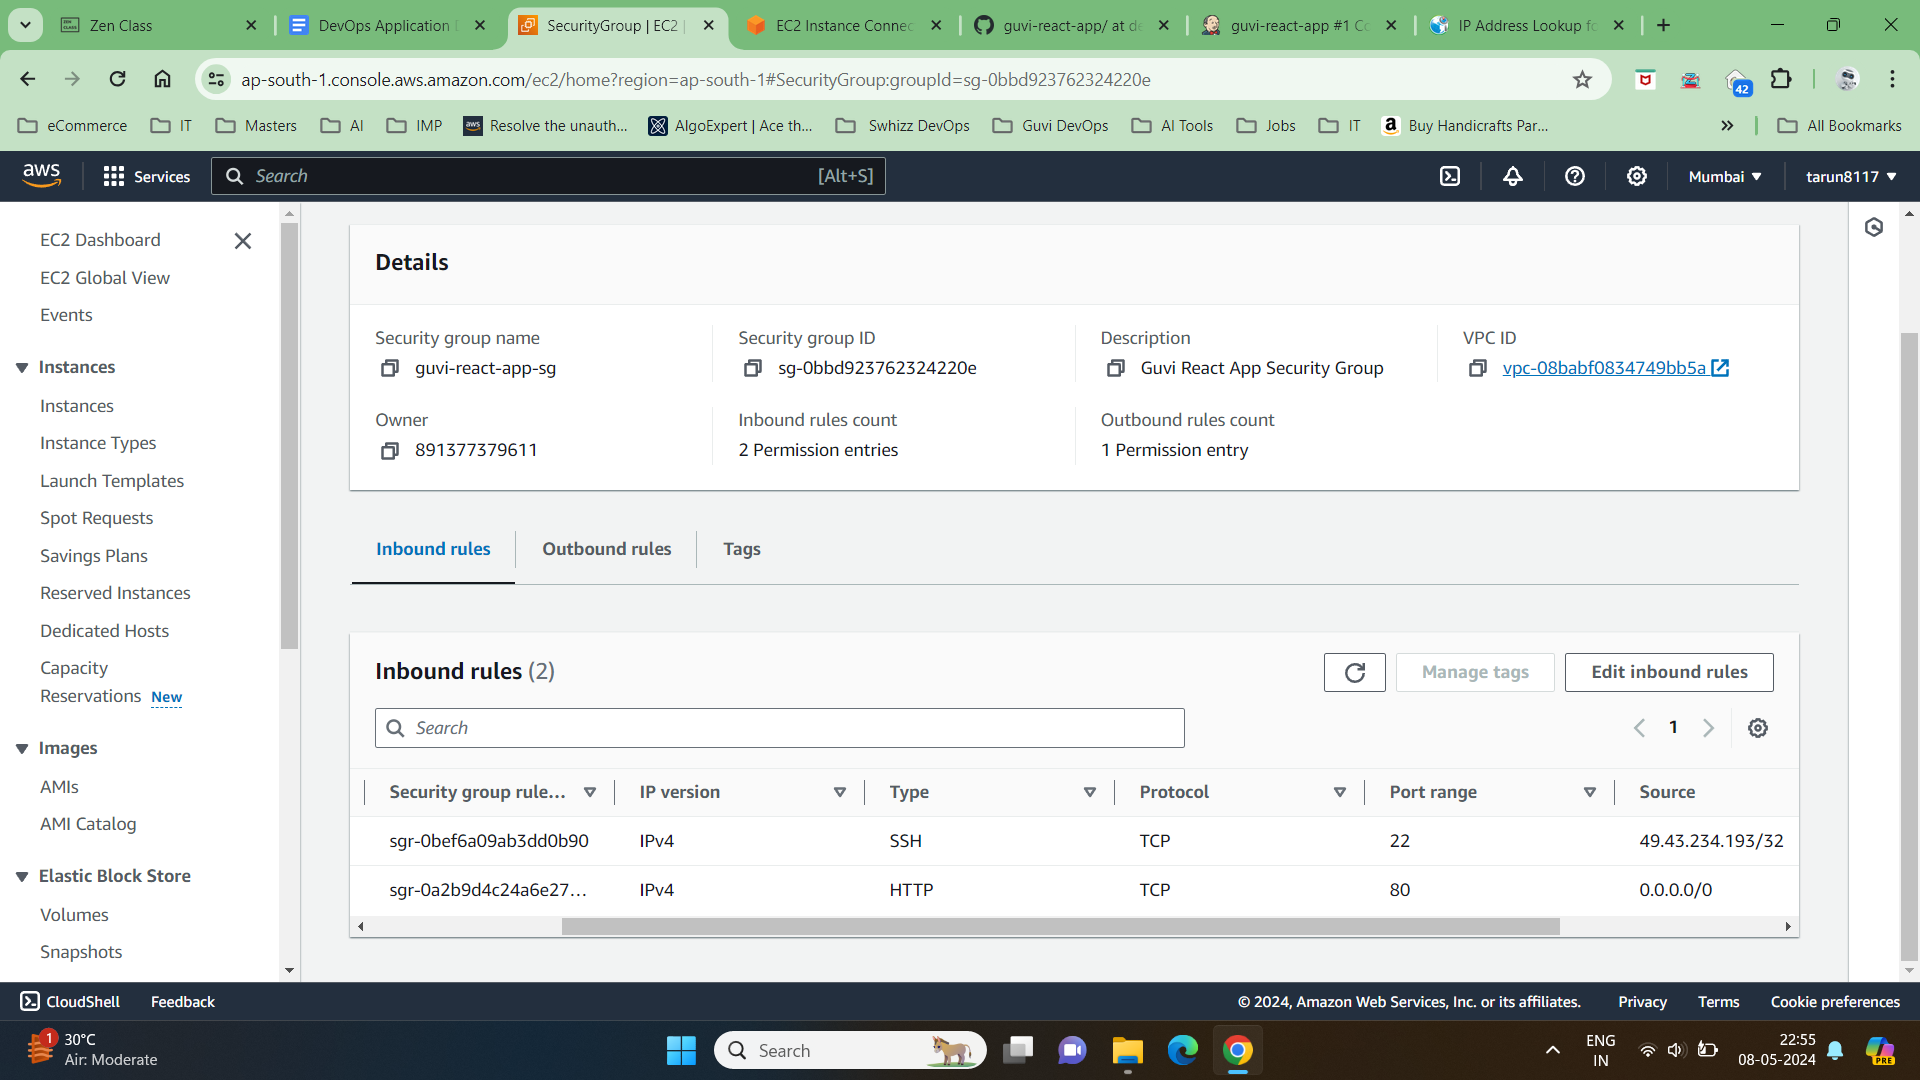 Zen Class
DevOps Application D
SecurityGroup | EC2 |
EC2 Instance Connec
guvi-react-app/ at de
guvi-react-app #1 Co
IP Address Lookup fo
ap-south-1.console.aws.amazon.com/ec2/home?region=ap-south-1#SecurityGroup:groupId=sg-0bbd923762324220e
42
eCommerce
IT
Masters
AI
IMP
aws
Resolve the unauth...
AlgoExpert | Ace th...
Swhizz DevOps
Guvi DevOps
AI Tools
Jobs
IT
Buy Handicrafts Par...
All Bookmarks
aws
Services
Search
[Alt+S]
Mumbai
tarun8117
EC2 Dashboard
EC2 Global View
Events
Instances
Instances
Instance Types
Launch Templates
Spot Requests
Savings Plans
Reserved Instances
Dedicated Hosts
Capacity
Reservations New
Images
AMIs
AMI Catalog
Elastic Block Store
Volumes
Snapshots
Details
Security group name
guvi-react-app-sg
Security group ID
sg-0bbd923762324220e
Description
Guvi React App Security Group
VPC ID
vpc-08babf0834749bb5a
Owner
891377379611
Inbound rules count
2 Permission entries
Outbound rules count
1 Permission entry
Inbound rules
Outbound rules
Tags
Inbound rules (2)
Manage tags
Edit inbound rules
Search
1
Security group rule... IP version Type Protocol Port range Source
sgr-0bef6a09ab3dd0b90 IPv4 SSH TCP 22 49.43.234.193/32
sgr-0a2b9d4c24a6e27... IPv4 HTTP TCP 80 0.0.0.0/0
CloudShell
Feedback
© 2024, Amazon Web Services, Inc. or its affiliates.
Privacy
Terms
Cookie preferences
1
30°C
Air: Moderate
Search
ENG
IN
22:55
08-05-2024
PRE